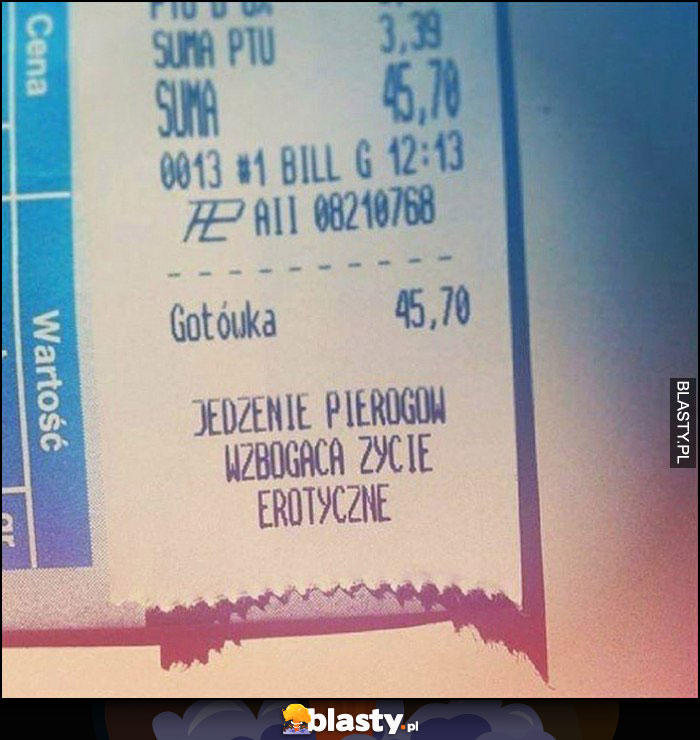 SUMA PTU 3,39
SUMA 45,70
0013 #1 BILL G 12:13
AII 08210768
Gotówka 45,70
JEDZENIE PIEROGOW
WZBOGACA ZYCIE
EROTYCZNE
Cena
Wartość
gr
BLASTY.PL
blasty.pl